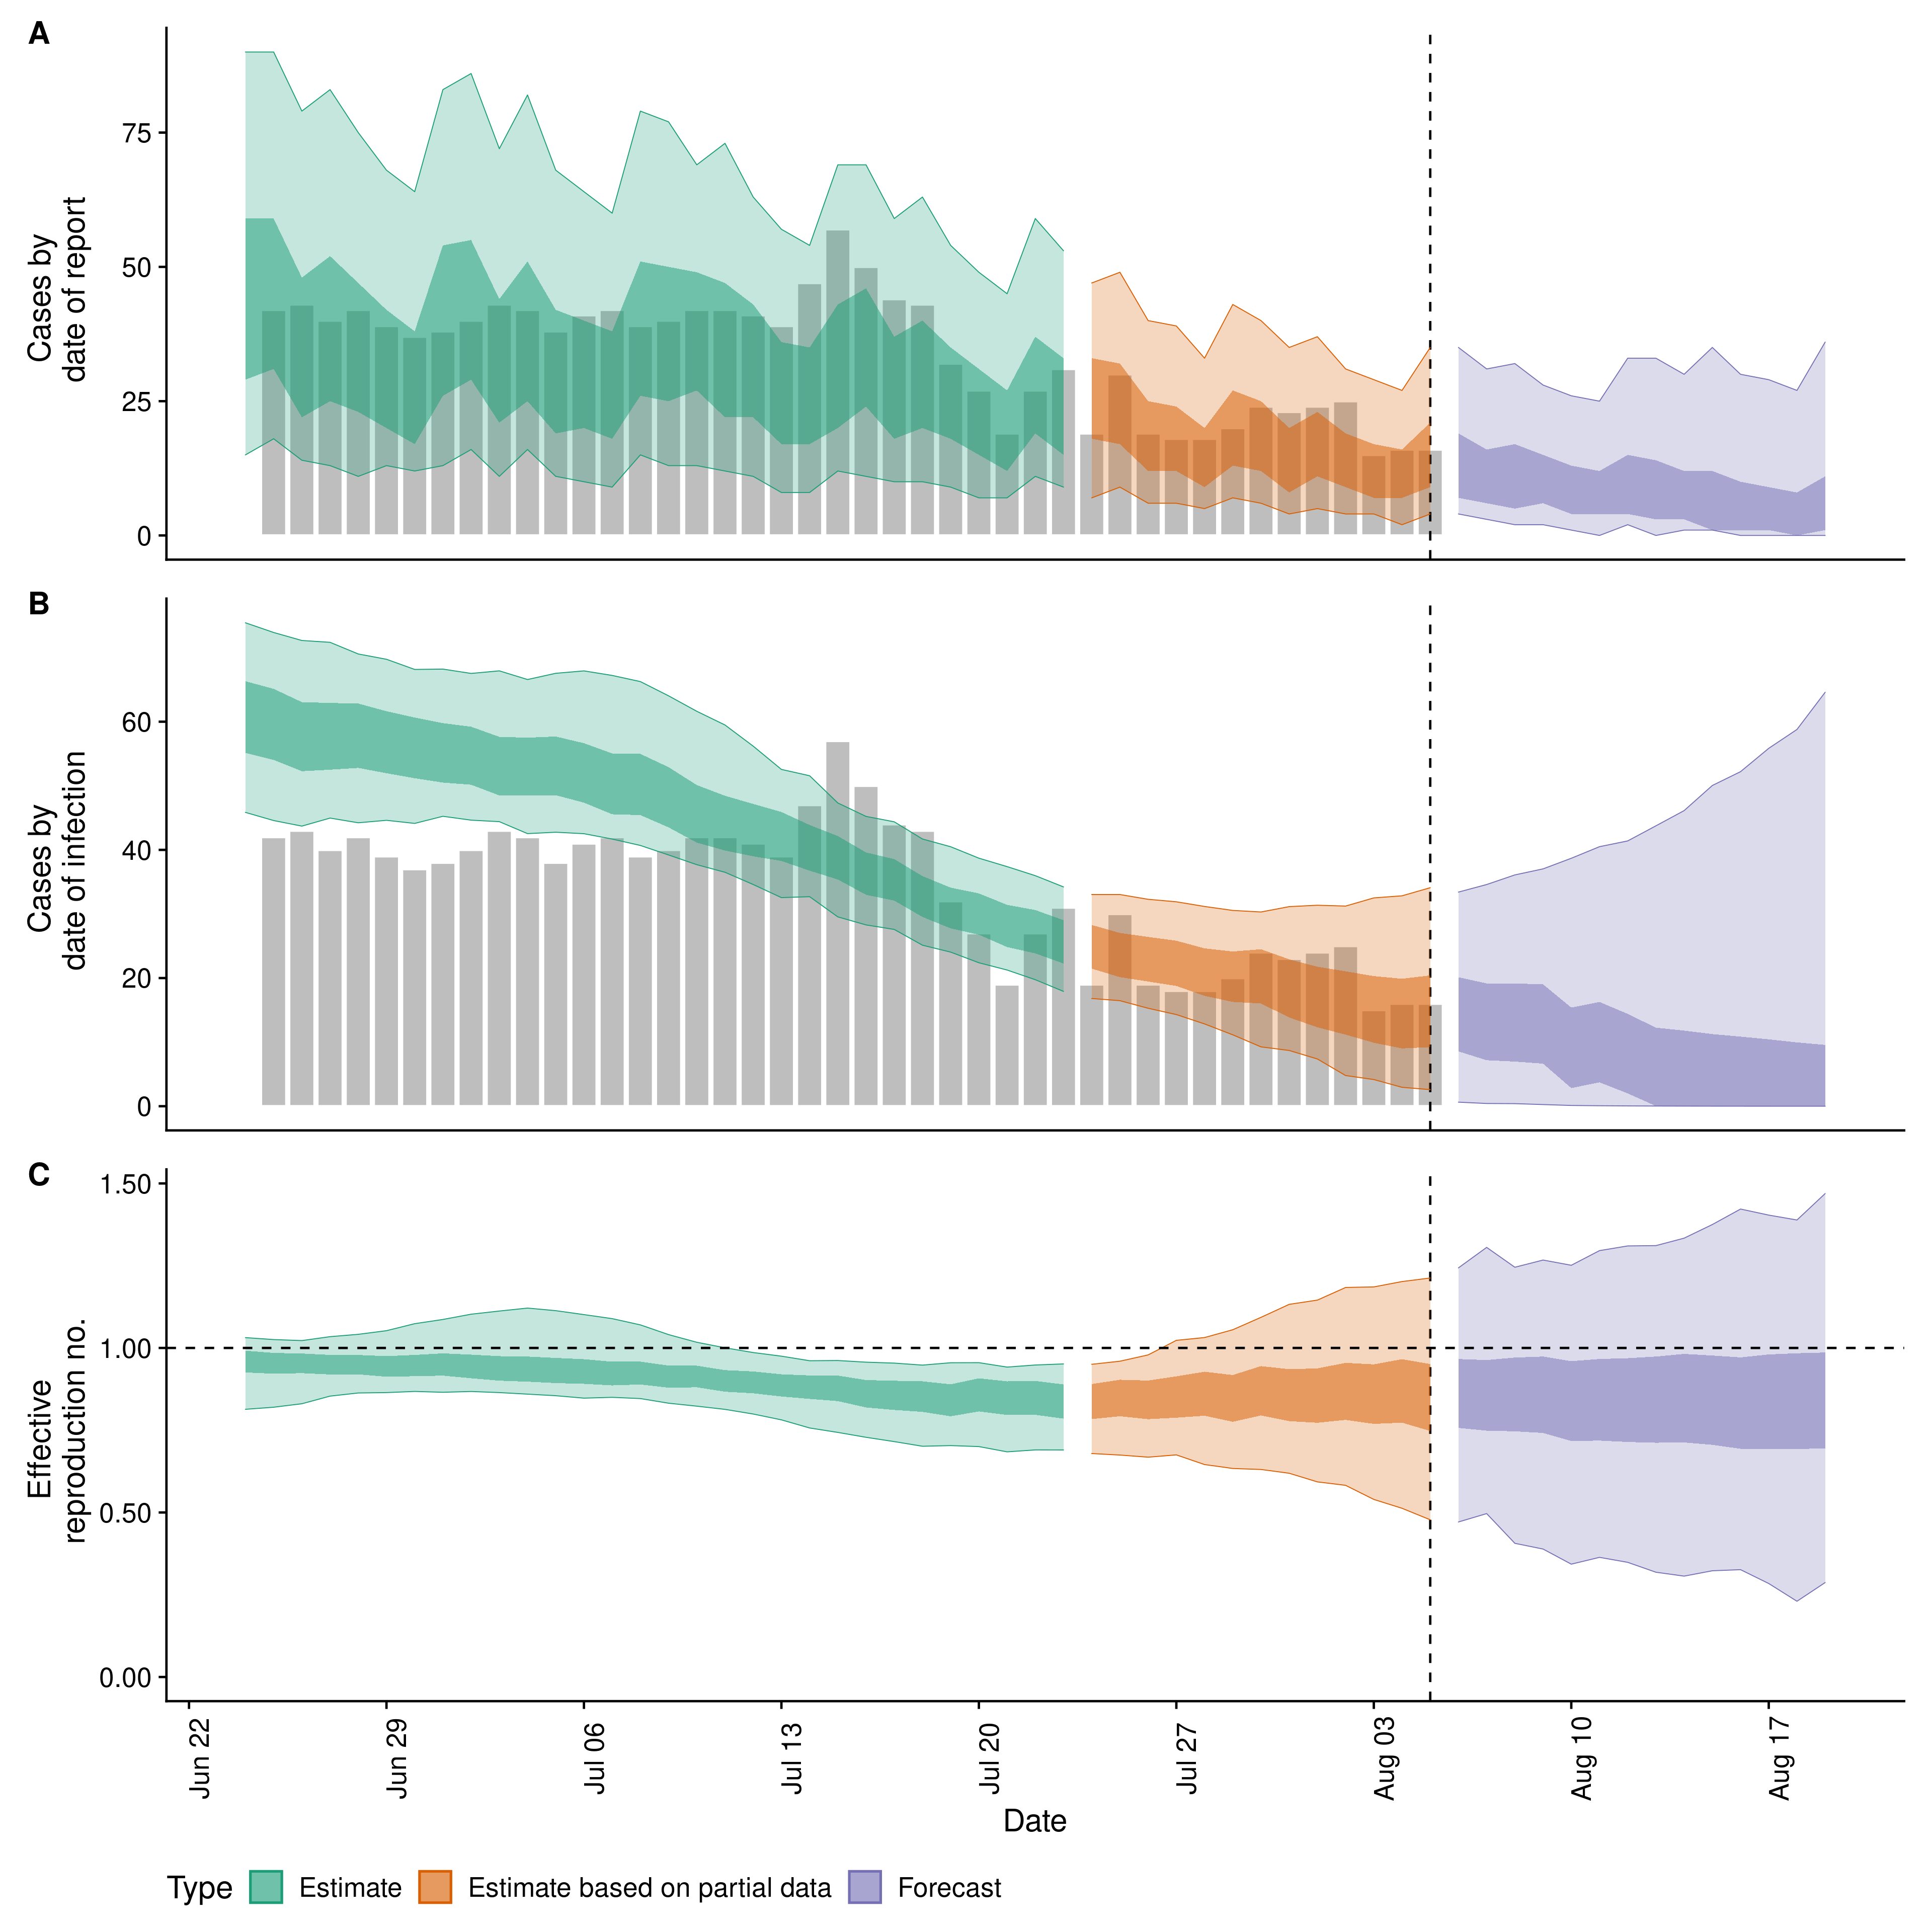 A
75
50
25
0
Cases by
date of report
B
60
40
20
0
Cases by
date of infection
C
1.50
1.00
0.50
0.00
Effective
reproduction no.
Jun 22
Jun 29
Jul 06
Jul 13
Jul 20
Jul 27
Aug 03
Aug 10
Aug 17
Date
Type Estimate Estimate based on partial data Forecast